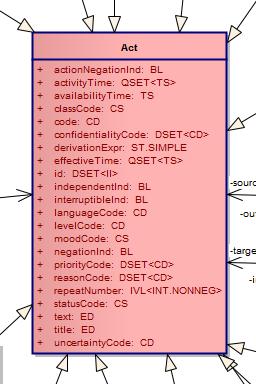 Act
+ actionNegationInd: BL
+ activityTime: QSET<TS>
+ availabilityTime: TS
+ classCode: CS
+ code: CD
+ confidentialityCode: DSET<CD>
+ derivationExpr: ST.SIMPLE
+ effectiveTime: QSET<TS>
+ id: DSET<II>
+ independentInd: BL
+ interruptibleInd: BL
+ languageCode: CD
+ levelCode: CD
+ moodCode: CS
+ negationInd: BL
+ priorityCode: DSET<CD>
+ reasonCode: DSET<CD>
+ repeatNumber: IVL<INT.NONNEG>
+ statusCode: CS
+ text: ED
+ title: ED
+ uncertaintyCode: CD
-sourc
-ou
-targe
-i